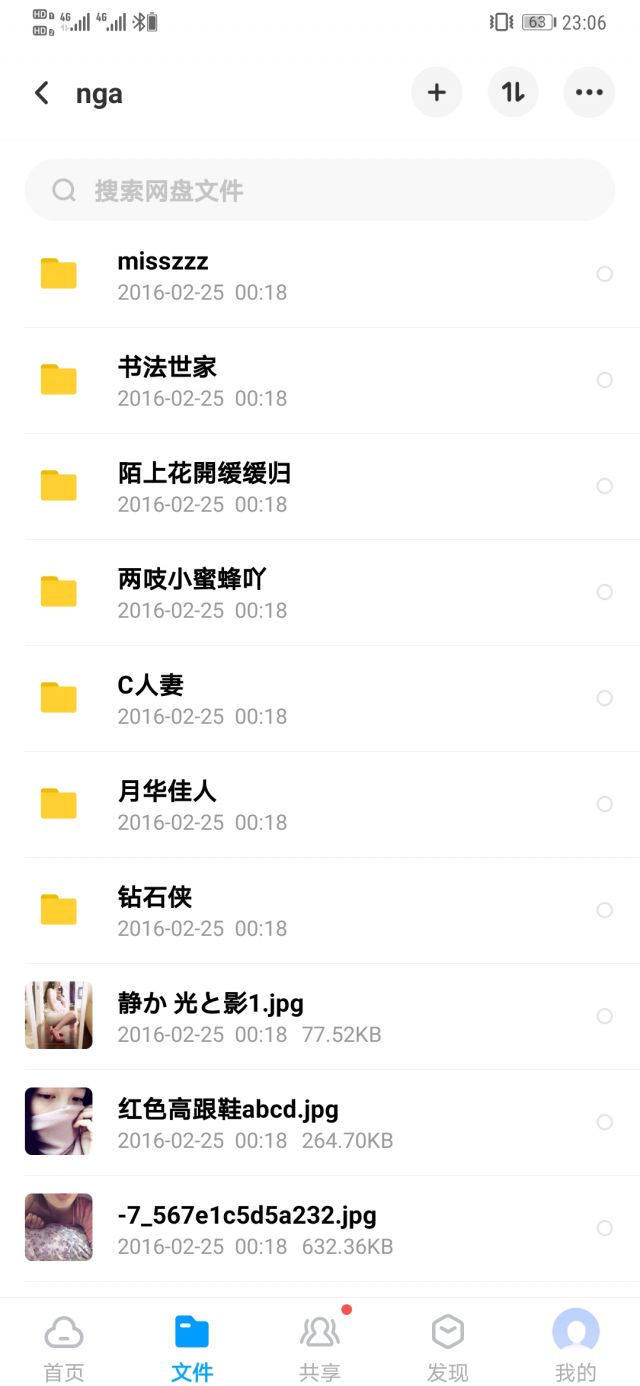 HD 1 4G 4G 63 23:06
HD 2
nga
搜索网盘文件
misszzz
2016-02-25 00:18
书法世家
2016-02-25 00:18
陌上花開缓缓归
2016-02-25 00:18
两吱小蜜蜂吖
2016-02-25 00:18
C人妻
2016-02-25 00:18
月华佳人
2016-02-25 00:18
钻石侠
2016-02-25 00:18
静か 光と影1.jpg
2016-02-25 00:18 77.52KB
红色高跟鞋abcd.jpg
2016-02-25 00:18 264.70KB
-7_567e1c5d5a232.jpg
2016-02-25 00:18 632.36KB
首页 文件 共享 发现 我的